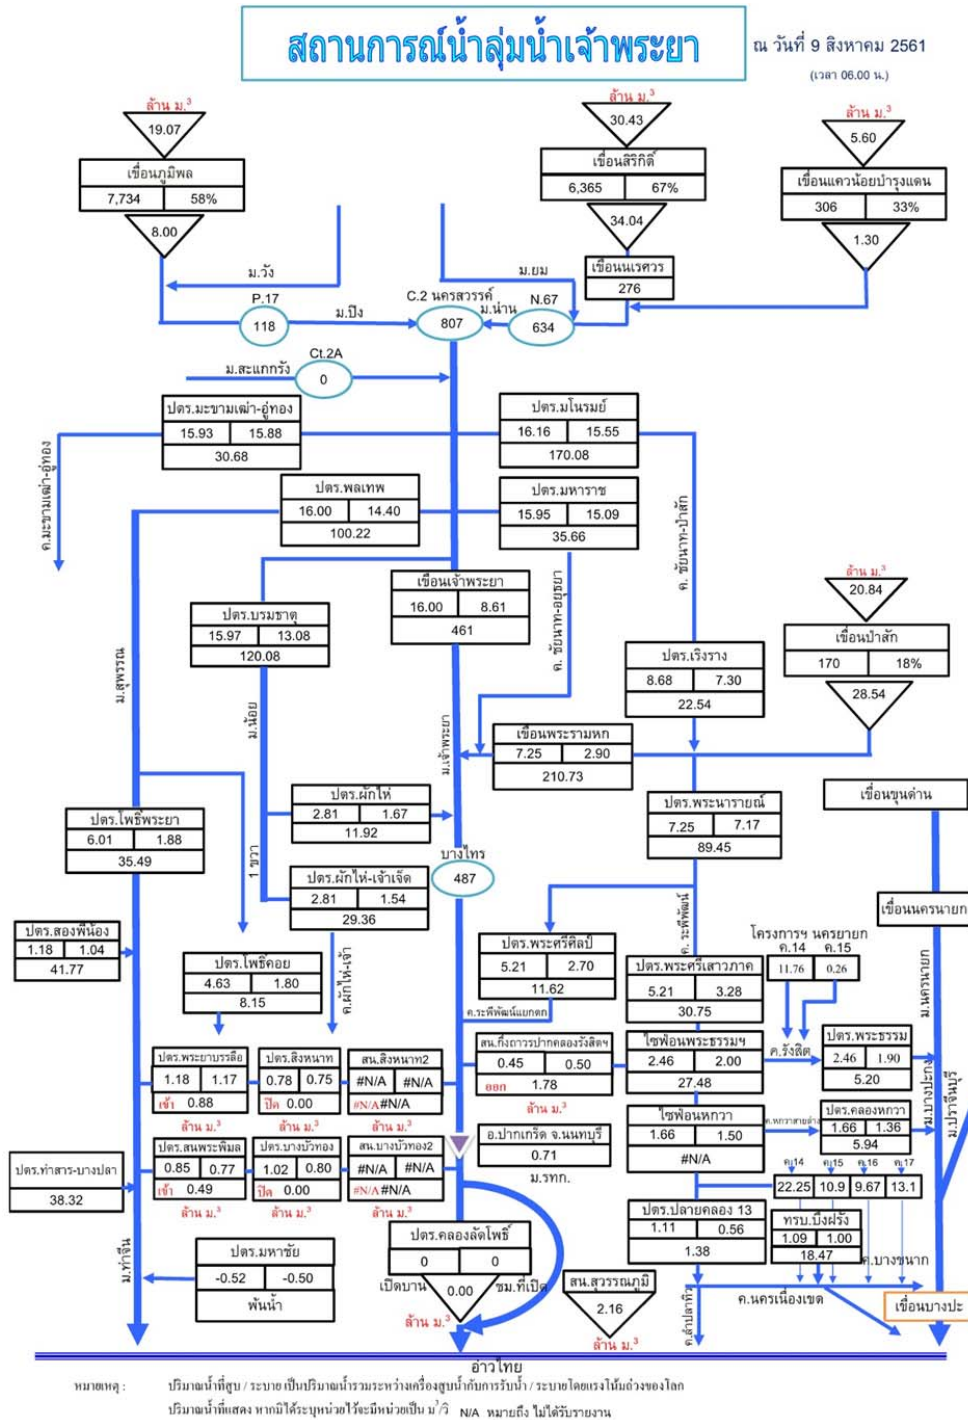 สถานการณ์น้ำลุ่มน้ำเจ้าพระยา
ณ วันที่ 9 สิงหาคม 2561
(เวลา 06.00 น.)
ล้าน ม.³
19.07
เขื่อนภูมิพล
7,734 58%
8.00
ล้าน ม.³
30.43
เขื่อนสิริกิติ์
6,365 67%
34.04
ล้าน ม.³
5.60
เขื่อนแควน้อยบำรุงแดน
306 33%
1.30
เขื่อนนเรศวร
276
ม.วัง
ม.ยม
P.17
118
ม.ปิง
C.2 นครสวรรค์
807
ม.น่าน
N.67
634
Ct.2A
0
ม.สะแกกรัง
ปตร.มะขามเฒ่า-อู่ทอง
15.93 15.88
30.68
ปตร.มโนรมย์
16.16 15.55
170.08
ค.มะขามเฒ่า-อู่ทอง
ปตร.พลเทพ
16.00 14.40
100.22
ปตร.มหาราช
15.95 15.09
35.66
ค. ชัยนาท-ป่าสัก
ค. ชัยนาท-อยุธยา
เขื่อนเจ้าพระยา
16.00 8.61
461
ปตร.บรมธาตุ
15.97 13.08
120.08
ม.สุพรรณ
ม.น้อย
ม.เจ้าพระยา
ล้าน ม.³
20.84
เขื่อนป่าสัก
170 18%
28.54
ปตร.เริงราง
8.68 7.30
22.54
เขื่อนพระรามหก
7.25 2.90
210.73
ปตร.พระนารายณ์
7.25 7.17
89.45
เขื่อนขุนด่าน
ปตร.ผักไห่
2.81 1.67
11.92
ปตร.โพธิ์พระยา
6.01 1.88
35.49
1 ขวา
บางไทร
487
ปตร.ผักไห่-เจ้าเจ็ด
2.81 1.54
29.36
ค.ผักไห่-เจ้า
ค. ระพีพัฒน์
เขื่อนนครนายก
ม.นครนายก
ปตร.สองพี่น้อง
1.18 1.04
41.77
ปตร.โพธิ์คอย
4.63 1.80
8.15
ปตร.พระศรีศิลป์
5.21 2.70
11.62
ค.ระพีพัฒน์แยกตก
ปตร.พระศรีเสาวภาค
5.21 3.28
30.75
โครงการฯ นครยายก
ค.14 ค.15
11.76 0.26
ปตร.พระยาบรรลือ
1.18 1.17
เข้า 0.88
ล้าน ม.³
ปตร.สิงหนาท
0.78 0.75
ปิด 0.00
ล้าน ม.³
สน.สิงหนาท2
#N/A #N/A
#N/A #N/A
ล้าน ม.³
สน.กึ่งถาวรปากคลองรังสิตฯ
0.45 0.50
ออก 1.78
ล้าน ม.³
ไซฟ้อนพระธรรมฯ
2.46 2.00
27.48
ค.รังสิต
ปตร.พระธรรม
2.46 1.90
5.20
ม.บางปะกง
ม.ปราจีนบุรี
ไซฟ้อนหกวา
1.66 1.50
#N/A
ค.หกวาสายล่าง
ปตร.คลองหกวา
1.66 1.36
5.94
อ.ปากเกร็ด จ.นนทบุรี
0.71
ม.รทก.
ปตร.สนพระพิมล
0.85 0.77
เข้า 0.49
ล้าน ม.³
ปตร.บางบัวทอง
1.02 0.80
ปิด 0.00
ล้าน ม.³
สน.บางบัวทอง2
#N/A #N/A
#N/A #N/A
ล้าน ม.³
ปตร.ท่าสาร-บางปลา
38.32
ค.14 ค.15 ค.16 ค.17
22.25 10.9 9.67 13.1
ปตร.ปลายคลอง 13
1.11 0.56
1.38
ทรบ.บึงฝรั่ง
1.09 1.00
18.47
ค.บางขนาก
ปตร.คลองลัดโพธิ์
0 0
เปิดบาน 0.00 ชม.ที่เปิด
ล้าน ม.³
ม.ท่าจีน
ปตร.มหาชัย
-0.52 -0.50
พ้นน้ำ
สน.สุวรรณภูมิ
2.16
ล้าน ม.³
ค.ลำปลาทิว
ค.นครเนื่องเขต
เขื่อนบางปะ
อ่าวไทย
หมายเหตุ : ปริมาณน้ำที่สูบ / ระบาย เป็นปริมาณน้ำรวมระหว่างเครื่องสูบน้ำกับการรับน้ำ / ระบายโดยแรงโน้มถ่วงของโลก
ปริมาณน้ำที่แสดง หากมิได้ระบุหน่วยไว้จะมีหน่วยเป็น ม³/วิ N/A หมายถึง ไม่ได้รับรายงาน